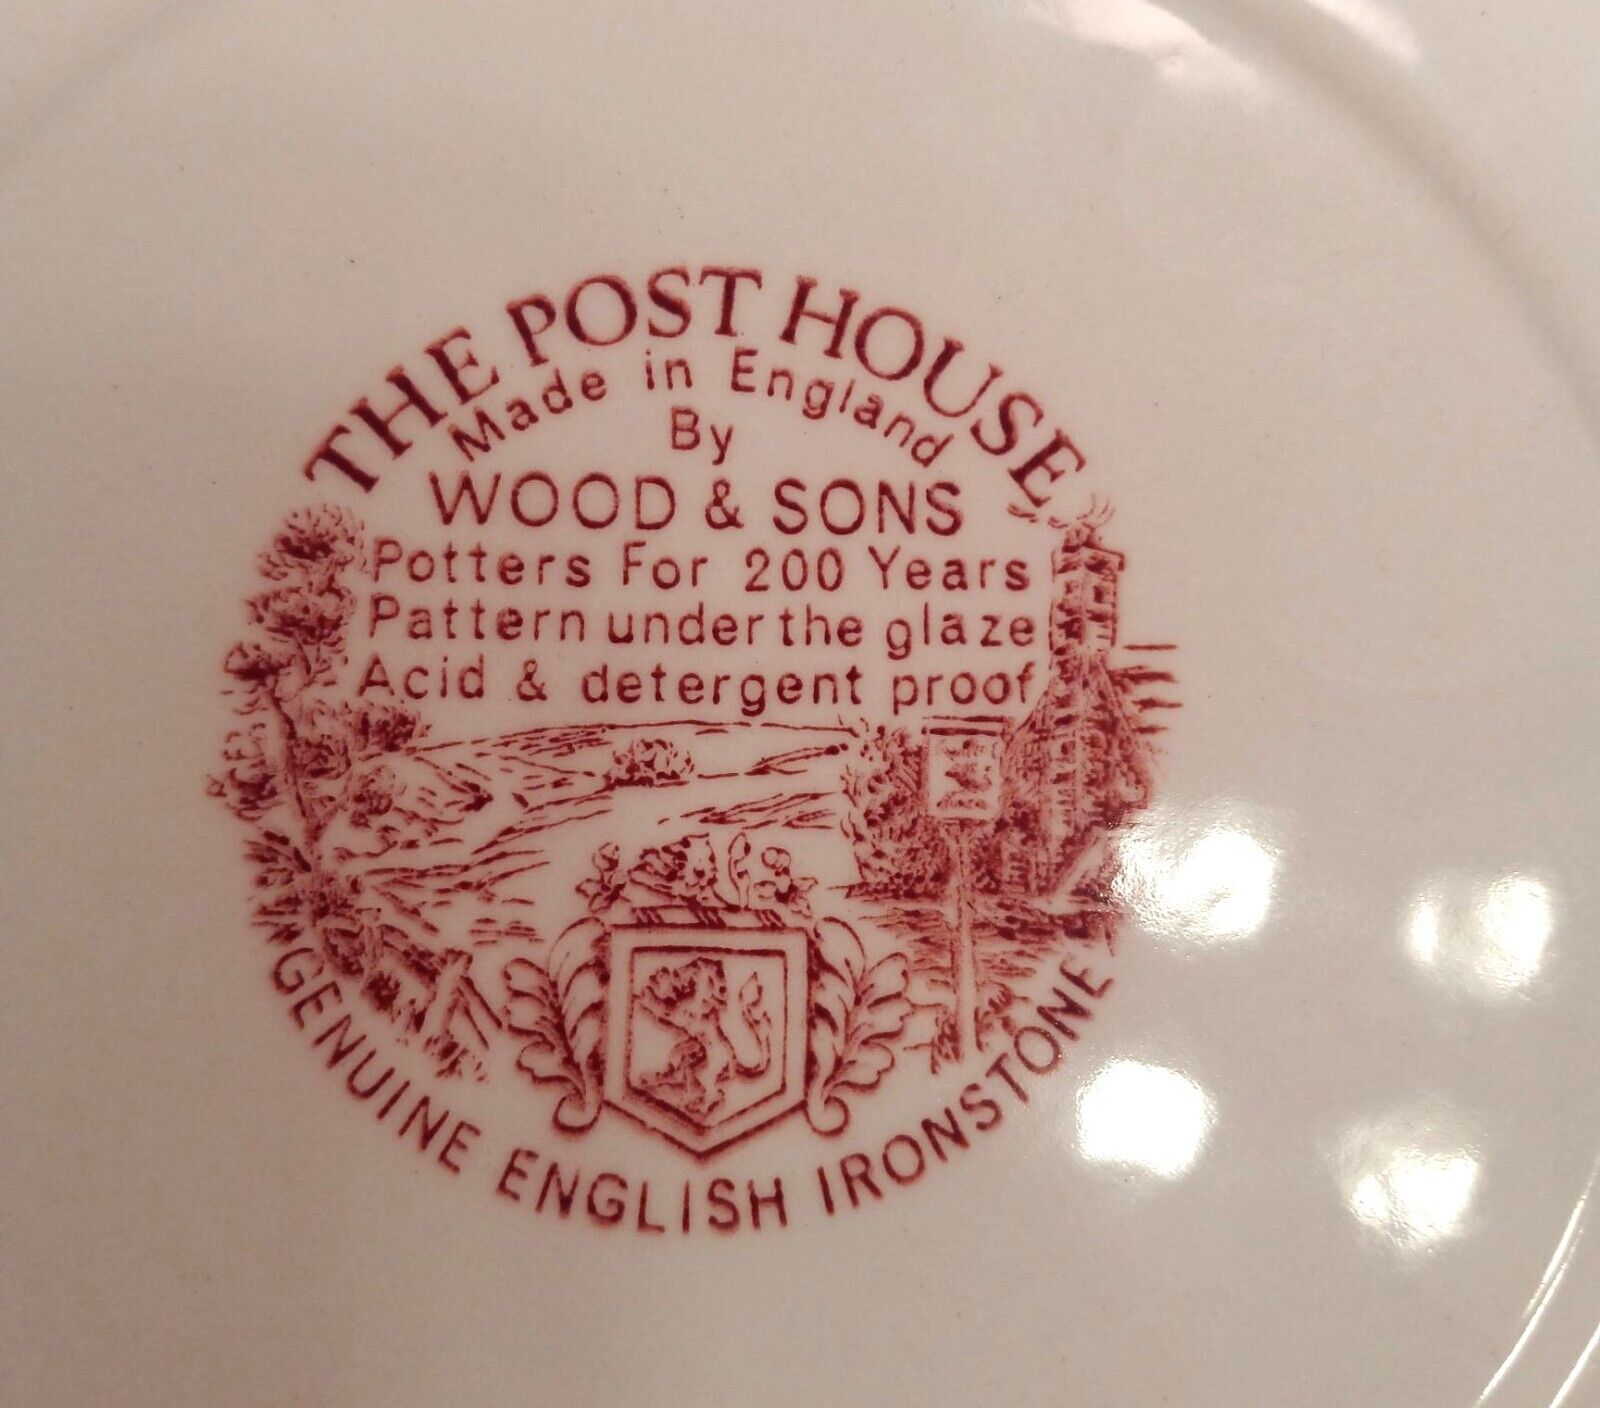 THE POST HOUSE
Made in England
By
WOOD & SONS
Potters For 200 Years
Pattern under the glaze
Acid & detergent proof
GENUINE ENGLISH IRONSTONE